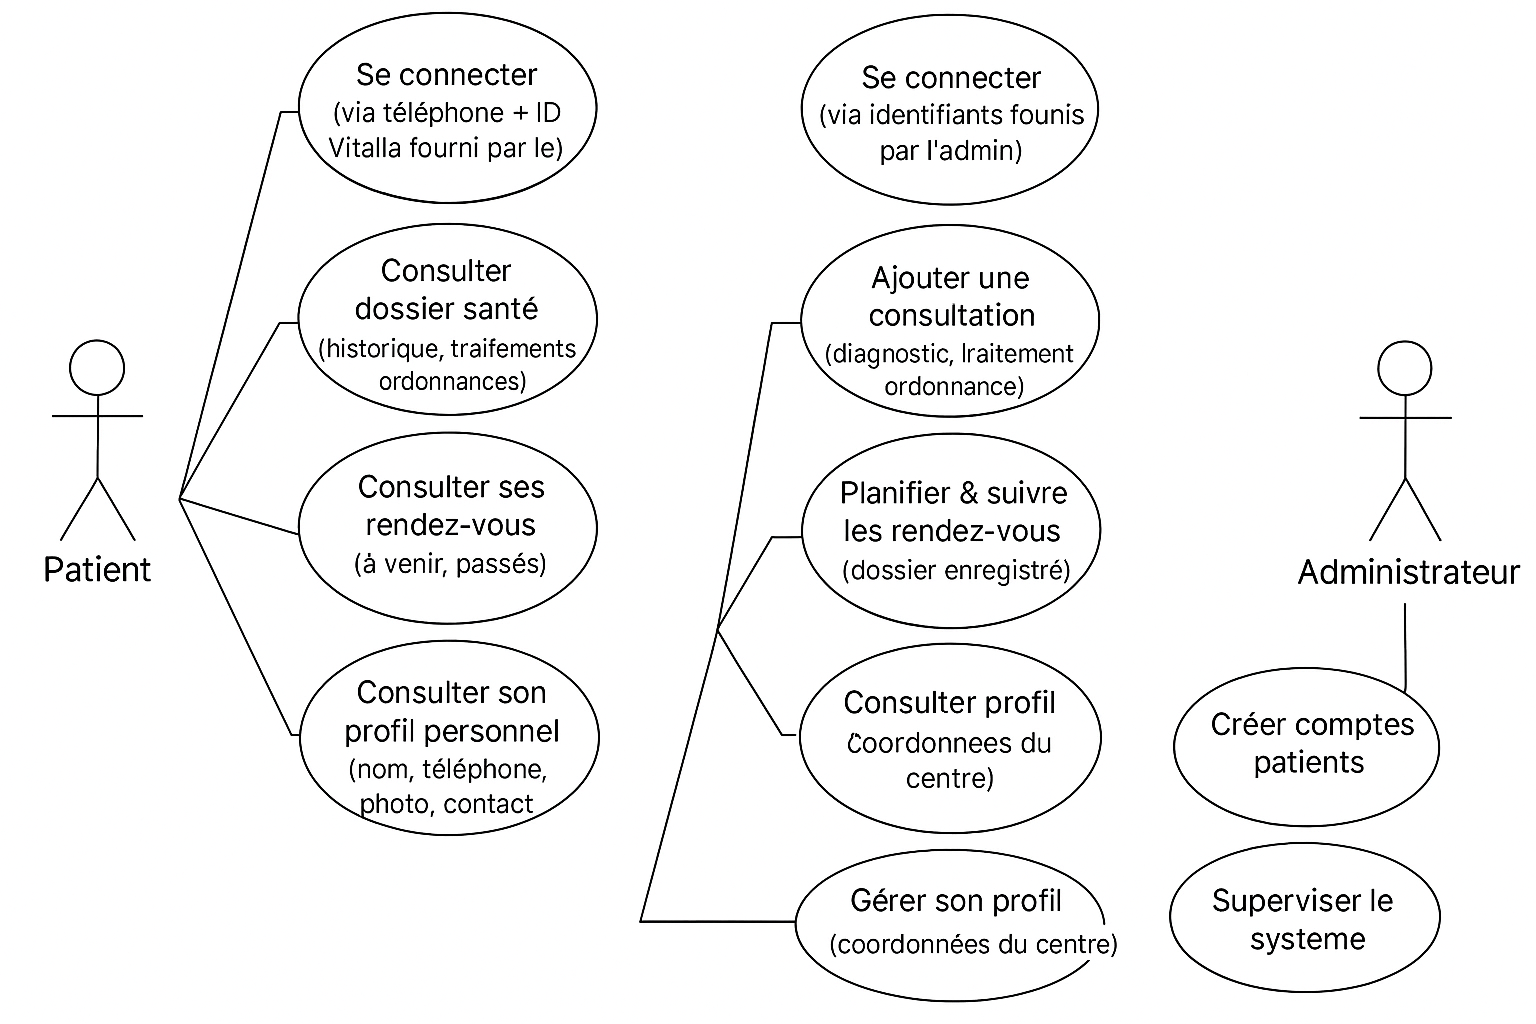 Se connecter
(via téléphone + ID
Vitalla fourni par le)
Consulter
dossier santé
(historique, traifements
ordonnances)
Consulter ses
rendez-vous
(à venir, passés)
Consulter son
profil personnel
(nom, téléphone,
photo, contact
Patient
Se connecter
(via identifiants founis
par l'admin)
Ajouter une
consultation
(diagnostic, lraitement
ordonnance)
Planifier & suivre
les rendez-vous
(dossier enregistré)
Consulter profil
Coordonnees du
centre)
Gérer son profil
(coordonnées du centre)
Administrateur
Créer comptes
patients
Superviser le
systeme